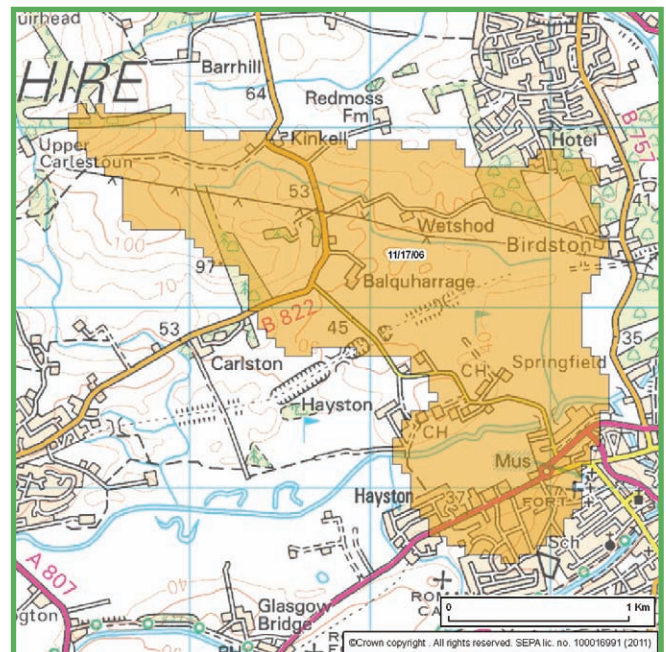 uirhead
HIRE
Barrhill
64
Redmoss
Fm
Kinkell
Hotel
B 757
Upper
Carlestoun
53
41
100
Wetshod
Birdston
11/17/06
97
70
Balquharrage
B 822
53
45
35
Carlston
CH
Springfield
Hayston
CH
Mus
Hayston
37
FORT
Sch
A 807
40
ROM
CA
Glasgow
Bridge
gton
PH
0
1 Km
©Crown copyright . All rights reserved. SEPA lic. no. 100016991 (2011)